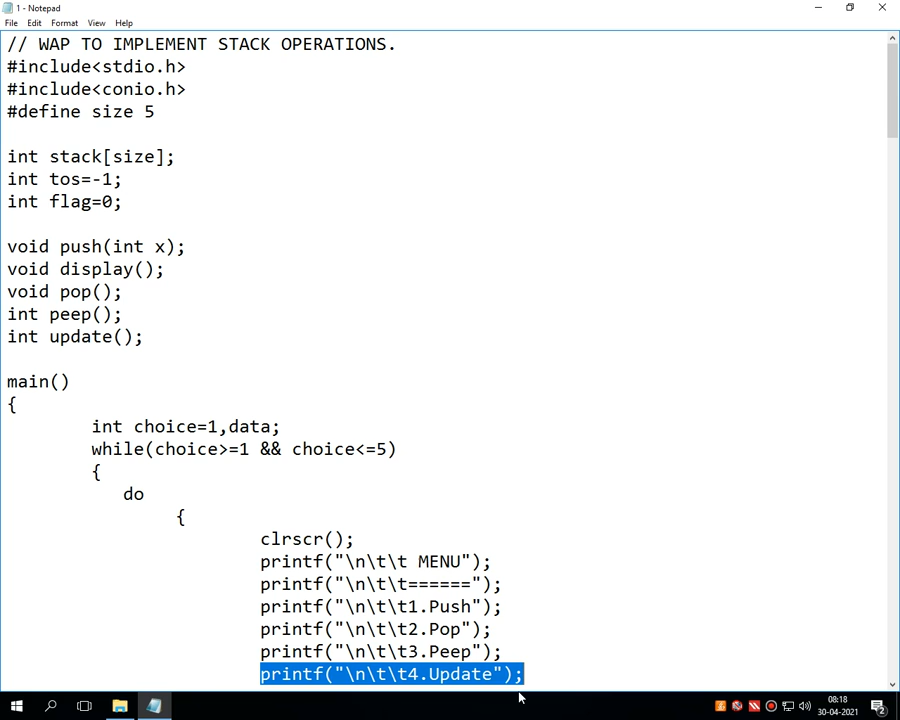 1 - Notepad
File Edit Format View Help
// WAP TO IMPLEMENT STACK OPERATIONS.
#include<stdio.h>
#include<conio.h>
#define size 5
int stack[size];
int tos=-1;
int flag=0;
void push(int x);
void display();
void pop();
int peep();
int update();
main()
{
int choice=1,data;
while(choice>=1 && choice<=5)
{
do
{
clrscr();
printf("\n\t\t MENU");
printf("\n\t\t======");
printf("\n\t\t1.Push");
printf("\n\t\t2.Pop");
printf("\n\t\t3.Peep");
printf("\n\t\t4.Update");
08:18
30-04-2021
2